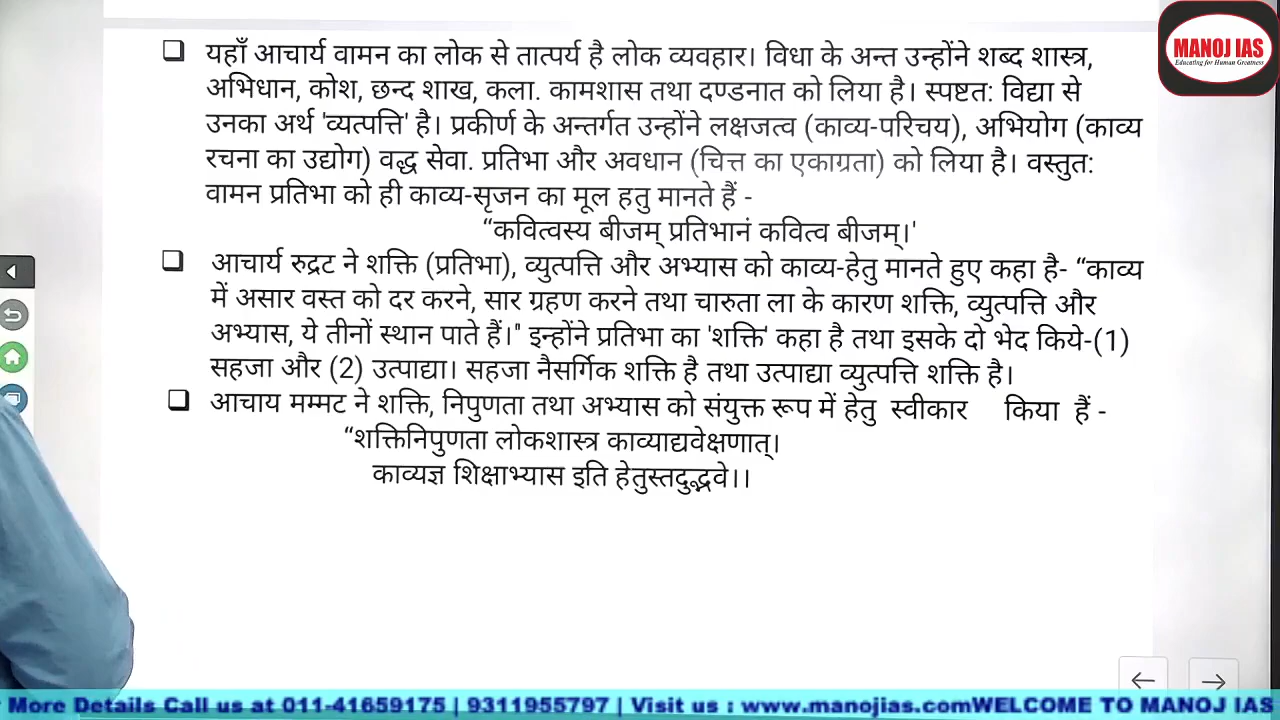 MANOJ IAS
Educating for Human Greatness
❑ यहाँ आचार्य वामन का लोक से तात्पर्य है लोक व्यवहार। विधा के अन्त उन्होंने शब्द शास्त्र,
अभिधान, कोश, छन्द शाख, कला. कामशास तथा दण्डनात को लिया है। स्पष्टत: विद्या से
उनका अर्थ 'व्यत्पत्ति' है। प्रकीर्ण के अन्तर्गत उन्होंने लक्षजत्व (काव्य-परिचय), अभियोग (काव्य
रचना का उद्योग) वद्ध सेवा. प्रतिभा और अवधान (चित्त का एकाग्रता) को लिया है। वस्तुत:
वामन प्रतिभा को ही काव्य-सृजन का मूल हतु मानते हैं -
“कवित्वस्य बीजम् प्रतिभानं कवित्व बीजम्।'
❑ आचार्य रुद्रट ने शक्ति (प्रतिभा), व्युत्पत्ति और अभ्यास को काव्य-हेतु मानते हुए कहा है- “काव्य
में असार वस्त को दर करने, सार ग्रहण करने तथा चारुता ला के कारण शक्ति, व्युत्पत्ति और
अभ्यास, ये तीनों स्थान पाते हैं।" इन्होंने प्रतिभा का 'शक्ति' कहा है तथा इसके दो भेद किये-(1)
सहजा और (2) उत्पाद्या। सहजा नैसर्गिक शक्ति है तथा उत्पाद्या व्युत्पत्ति शक्ति है।
❑ आचाय मम्मट ने शक्ति, निपुणता तथा अभ्यास को संयुक्त रूप में हेतु स्वीकार किया हैं -
“शक्तिनिपुणता लोकशास्त्र काव्याद्यवेक्षणात्।
काव्यज्ञ शिक्षाभ्यास इति हेतुस्तदुद्भवे।।
More Details Call us at 011-41659175 | 9311955797 | Visit us : www.manojias.comWELCOME TO MANOJ IAS